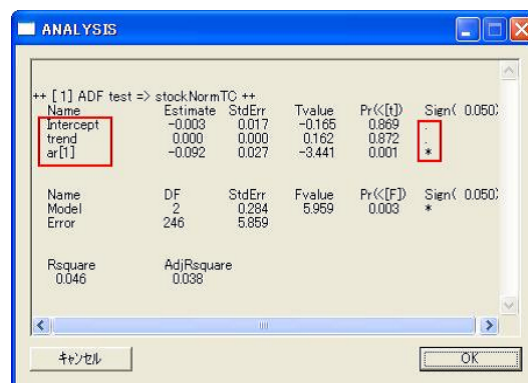 ANALYSIS
++ [1] ADF test => stockNormTC ++
Name Estimate StdErr Tvalue Pr(<[t]) Sign( 0.050)
Intercept -0.003 0.017 -0.165 0.869 .
trend 0.000 0.000 0.162 0.872 .
ar[1] -0.092 0.027 -3.441 0.001 *
Name DF StdErr Fvalue Pr(<[F]) Sign( 0.050)
Model 2 0.284 5.959 0.003 *
Error 246 5.859
Rsquare AdjRsquare
0.046 0.038
キャンセル OK